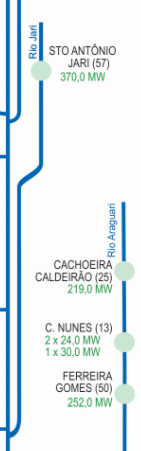 Rio Jari
STO ANTÔNIO
JARI (57)
370,0 MW
Rio Araguari
CACHOEIRA
CALDEIRÃO (25)
219,0 MW
C. NUNES (13)
2 x 24,0 MW
1 x 30,0 MW
FERREIRA
GOMES (50)
252,0 MW